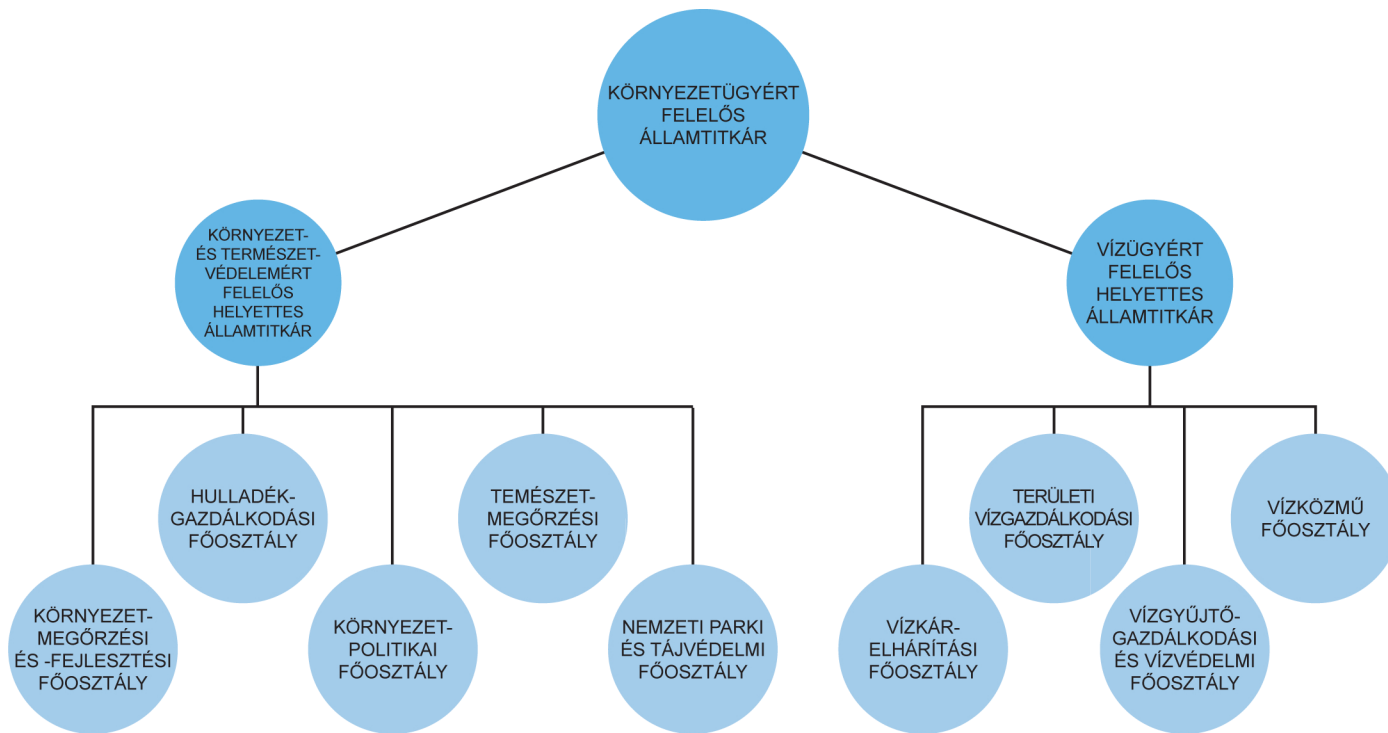 KÖRNYEZETÜGYÉRT
FELELŐS
ÁLLAMTITKÁR
KÖRNYEZET-
ÉS TERMÉSZET-
VÉDELEMÉRT
FELELŐS
HELYETTES
ÁLLAMTITKÁR
VÍZÜGYÉRT
FELELŐS
HELYETTES
ÁLLAMTITKÁR
HULLADÉK-
GAZDÁLKODÁSI
FŐOSZTÁLY
TEMÉSZET-
MEGŐRZÉSI
FŐOSZTÁLY
TERÜLETI
VÍZGAZDÁLKODÁSI
FŐOSZTÁLY
VÍZKÖZMŰ
FŐOSZTÁLY
KÖRNYEZET-
MEGŐRZÉSI
ÉS -FEJLESZTÉSI
FŐOSZTÁLY
KÖRNYEZET-
POLITIKAI
FŐOSZTÁLY
NEMZETI PARKI
ÉS TÁJVÉDELMI
FŐOSZTÁLY
VÍZKÁR-
ELHÁRÍTÁSI
FŐOSZTÁLY
VÍZGYŰJTŐ-
GAZDÁLKODÁSI
ÉS VÍZVÉDELMI
FŐOSZTÁLY